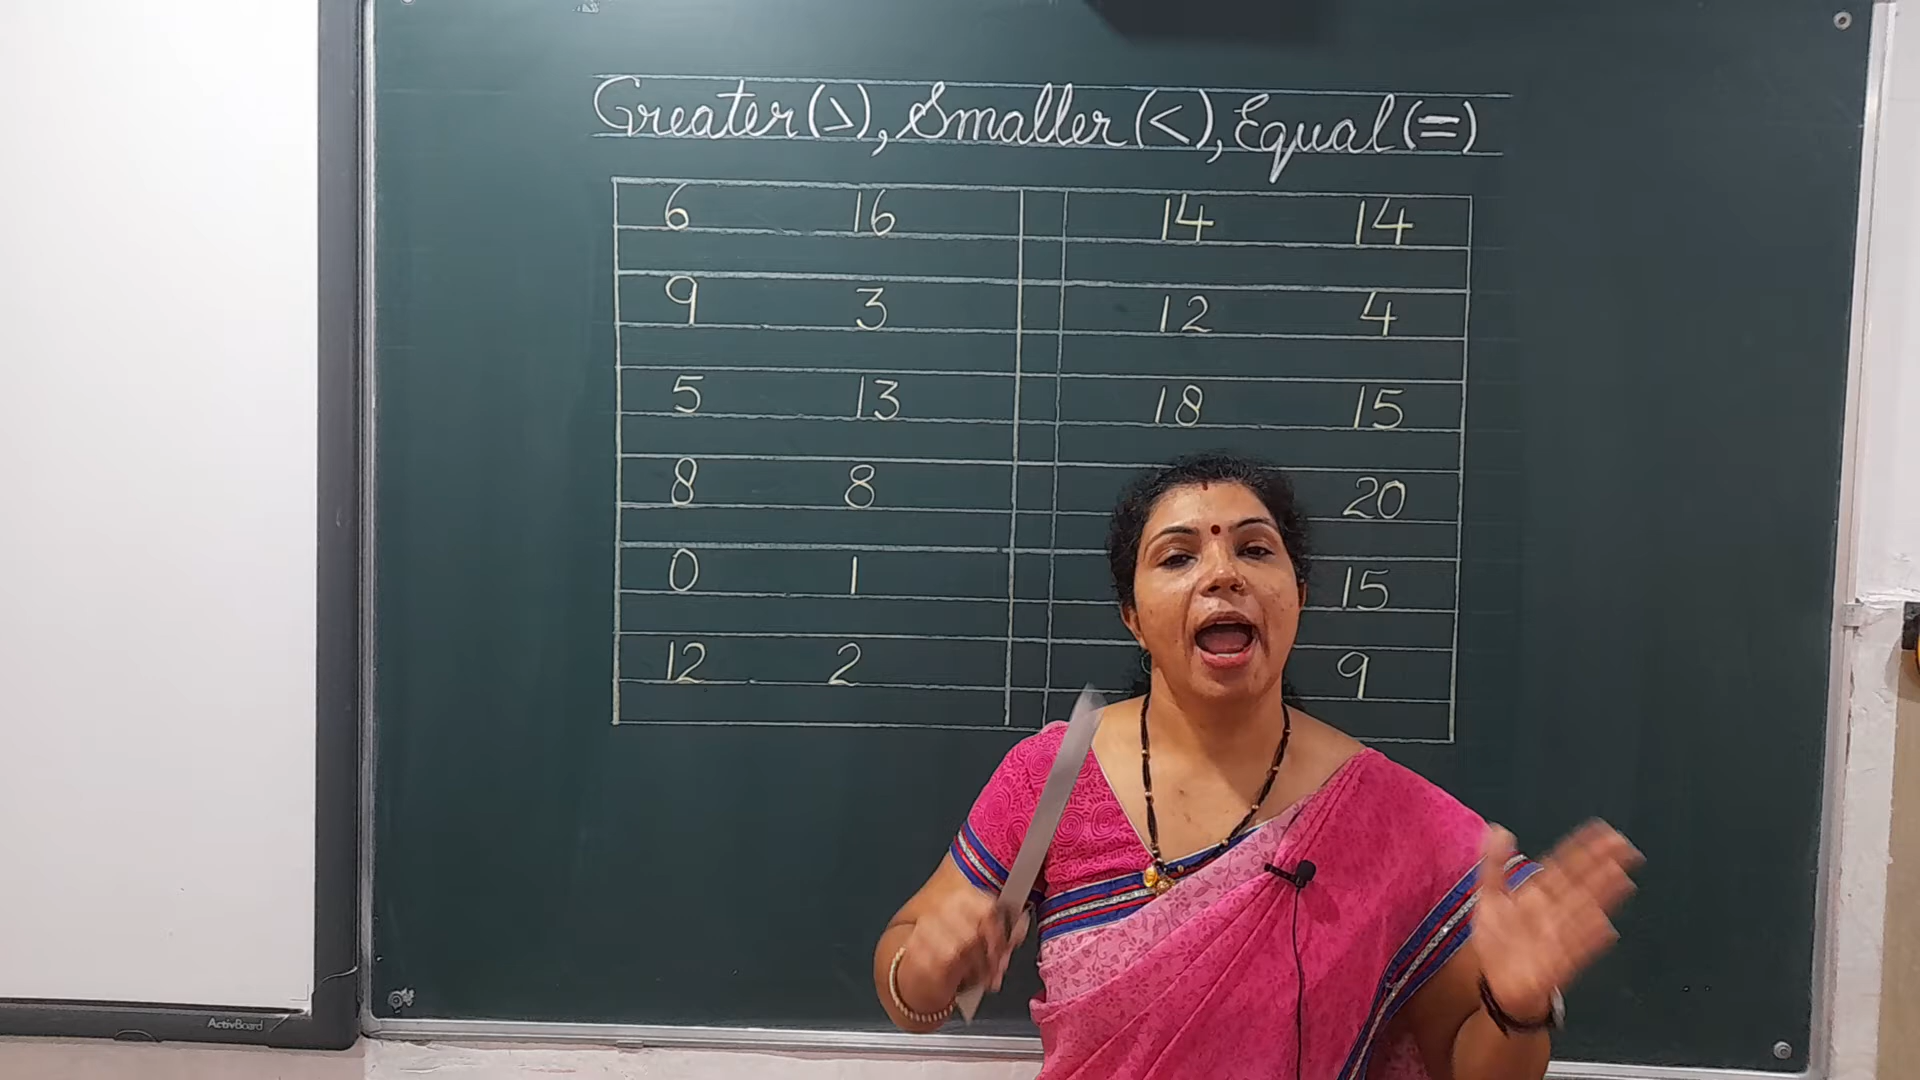 Greater(>), Smaller(<), Equal(=)
6 16 14 14
9 3 12 4
5 13 18 15
8 8 20
0 1 15
12 2 9
ActivBoard